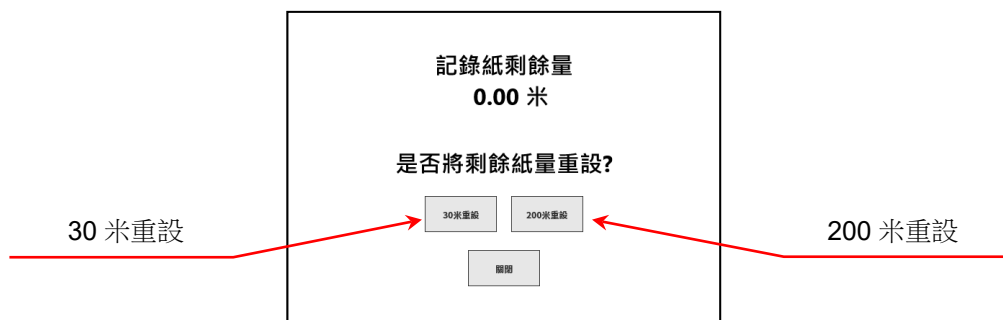 記錄紙剩餘量
0.00 米
是否將剩餘紙量重設?
30米重設
200米重設
關閉
30 米重設
200 米重設